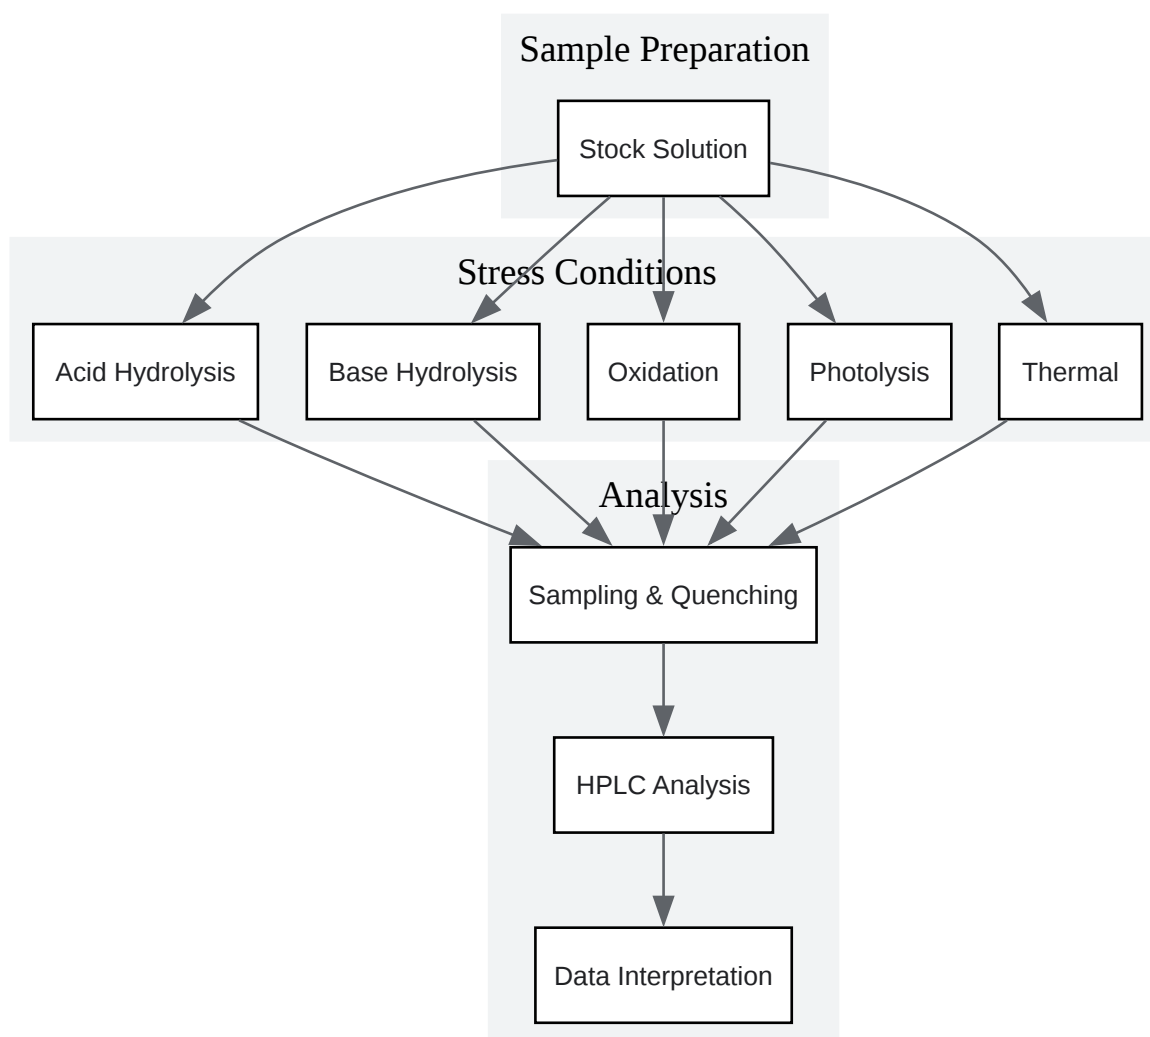 Sample Preparation
Stock Solution
Stress Conditions
Acid Hydrolysis
Base Hydrolysis
Oxidation
Photolysis
Thermal
Analysis
Sampling & Quenching
HPLC Analysis
Data Interpretation